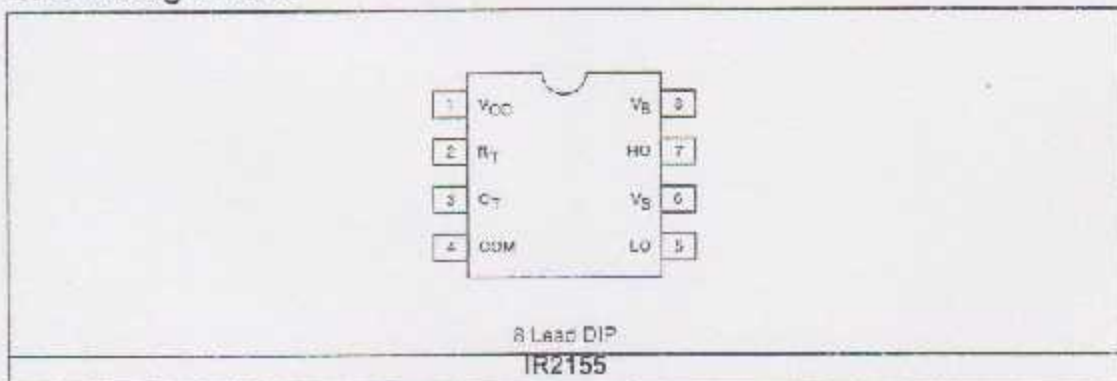 1 VCC VB 8
2 RT HO 7
3 CT VS 6
4 COM LO 5
8 Lead DIP
IR2155